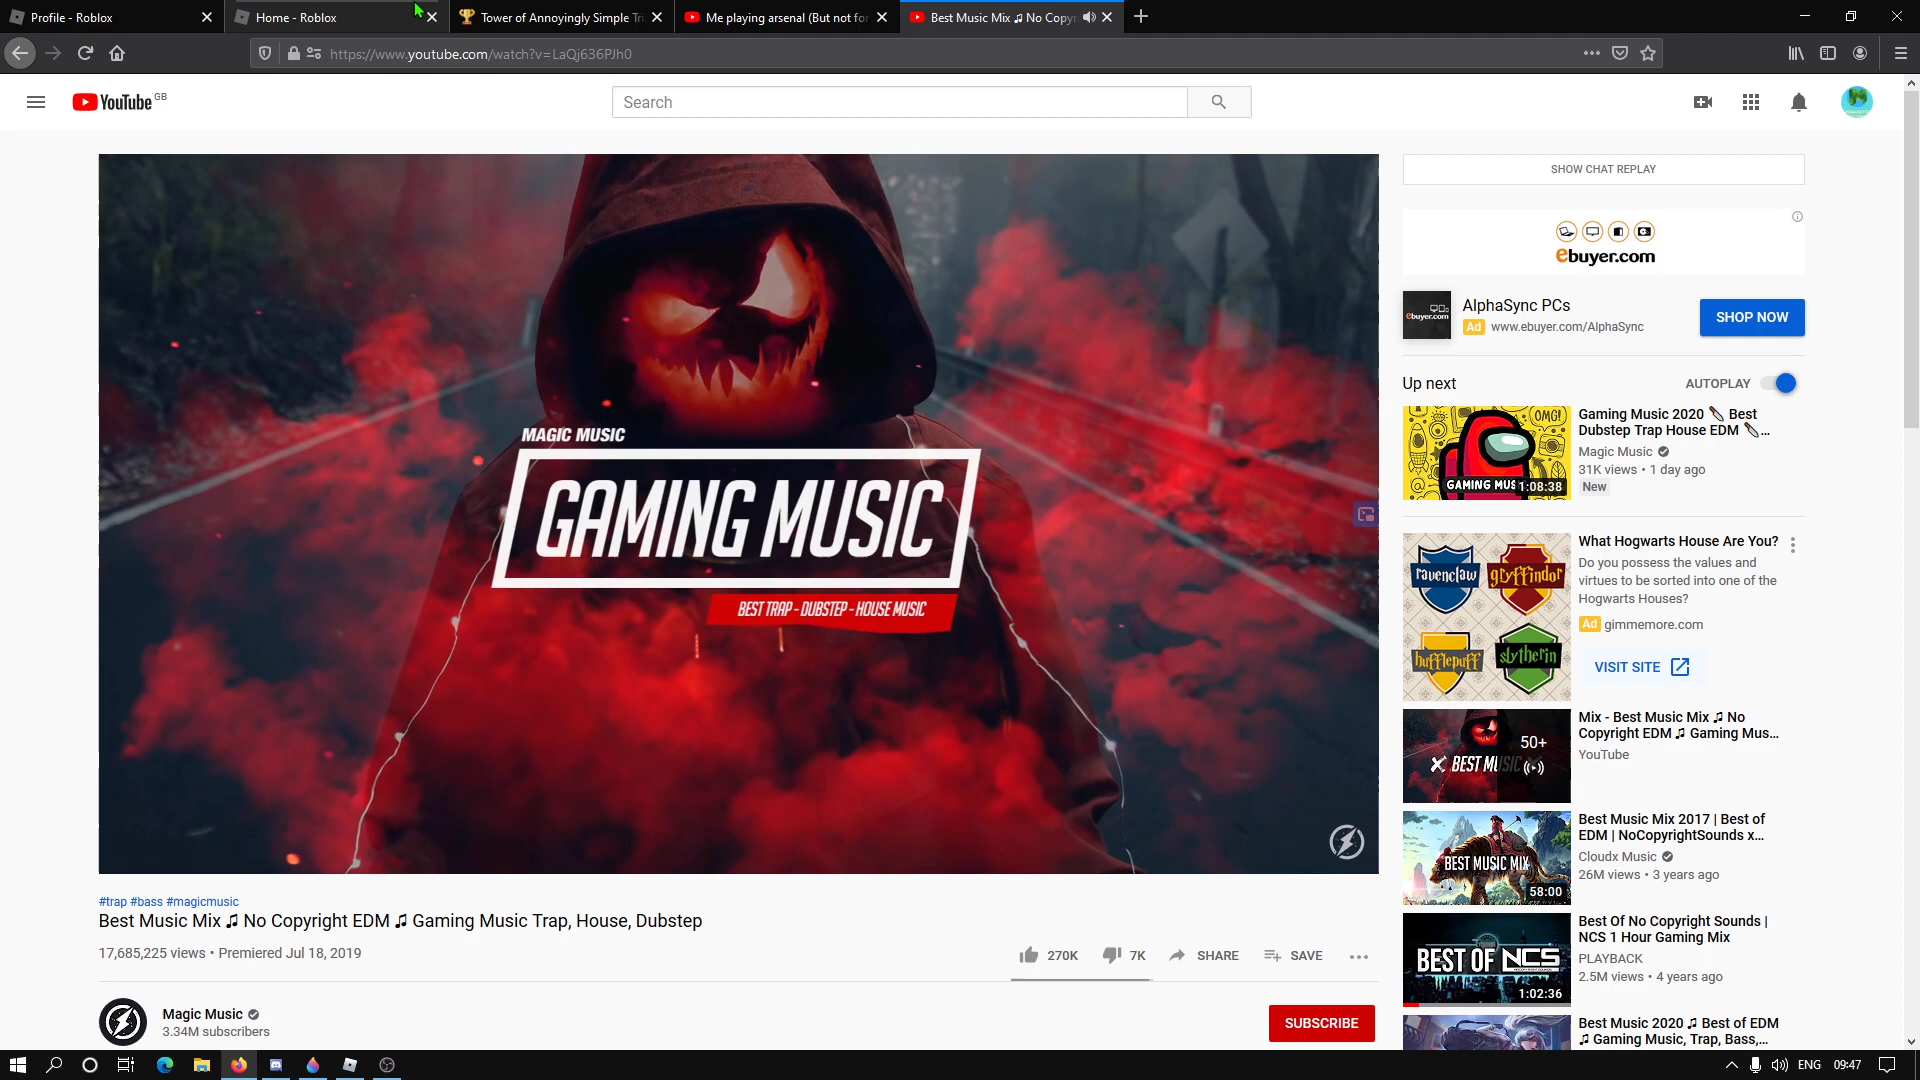 Profile - Roblox
Home - Roblox
Tower of Annoyingly Simple Tri
Me playing arsenal (But not for
Best Music Mix ♫ No Copyr
https://www.youtube.com/watch?v=LaQj636PJh0
YouTube GB
Search
SHOW CHAT REPLAY
ebuyer.com
AlphaSync PCs
ebuyer.com
Ad www.ebuyer.com/AlphaSync
SHOP NOW
Up next
AUTOPLAY
OMG!
GAMING MUS
1:08:38
Gaming Music 2020 🔪 Best
Dubstep Trap House EDM 🔪...
Magic Music
31K views • 1 day ago
New
ravenclaw
gryffindor
hufflepuff
slytherin
What Hogwarts House Are You?
Do you possess the values and
virtues to be sorted into one of the
Hogwarts Houses?
Ad gimmemore.com
VISIT SITE
50+
BEST MUSIC
Mix - Best Music Mix ♫ No
Copyright EDM ♫ Gaming Mus...
YouTube
BEST MUSIC MIX
58:00
Best Music Mix 2017 | Best of
EDM | NoCopyrightSounds x...
Cloudx Music
26M views • 3 years ago
BEST OF NCS
1:02:36
Best Of No Copyright Sounds |
NCS 1 Hour Gaming Mix
PLAYBACK
2.5M views • 4 years ago
Best Music 2020 ♫ Best of EDM
♫ Gaming Music, Trap, Bass,...
MAGIC MUSIC
GAMING MUSIC
BEST TRAP - DUBSTEP - HOUSE MUSIC
#trap #bass #magicmusic
Best Music Mix ♫ No Copyright EDM ♫ Gaming Music Trap, House, Dubstep
17,685,225 views • Premiered Jul 18, 2019
270K
7K
SHARE
SAVE
Magic Music
3.34M subscribers
SUBSCRIBE
ENG
09:47